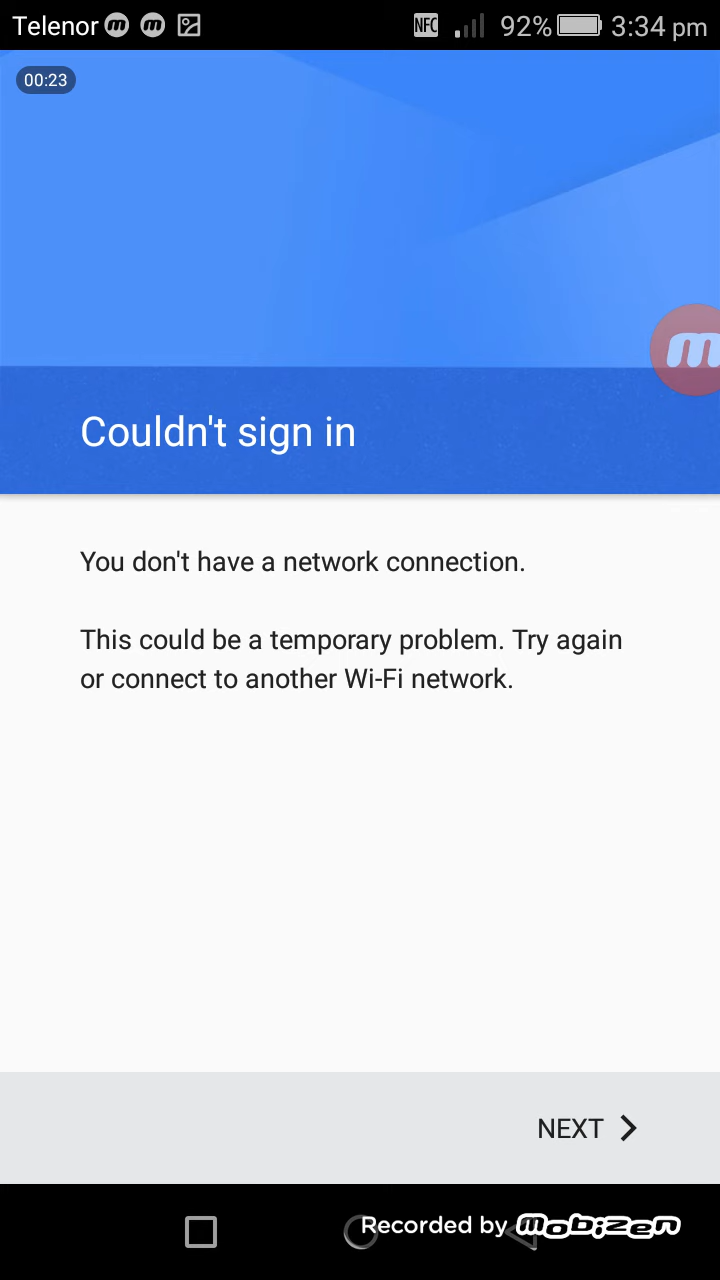 Telenor NFC 92% 3:34 pm
00:23
Couldn't sign in
You don't have a network connection.
This could be a temporary problem. Try again
or connect to another Wi-Fi network.
NEXT
Recorded by mobizen